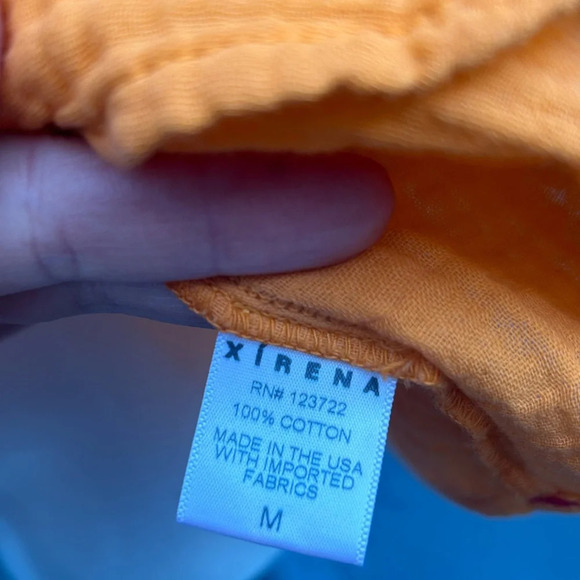 XÍRENA
RN# 123722
100% COTTON
MADE IN THE USA
WITH IMPORTED
FABRICS
M